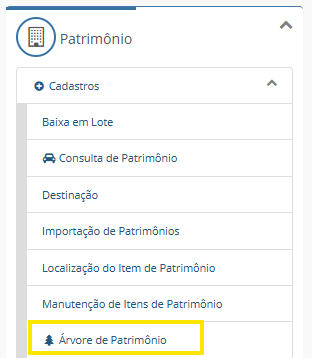 Patrimônio
Cadastros
Baixa em Lote
Consulta de Patrimônio
Destinação
Importação de Patrimônios
Localização do Item de Patrimônio
Manutenção de Itens de Patrimônio
Árvore de Patrimônio